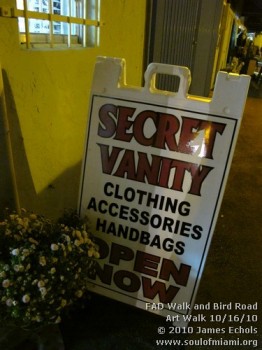 SECRET
VANITY
CLOTHING
ACCESSORIES
HANDBAGS
OPEN
NOW
FAD Walk and Bird Road
Art Walk 10/16/10
© 2010 James Echols
www.soulofmiami.org